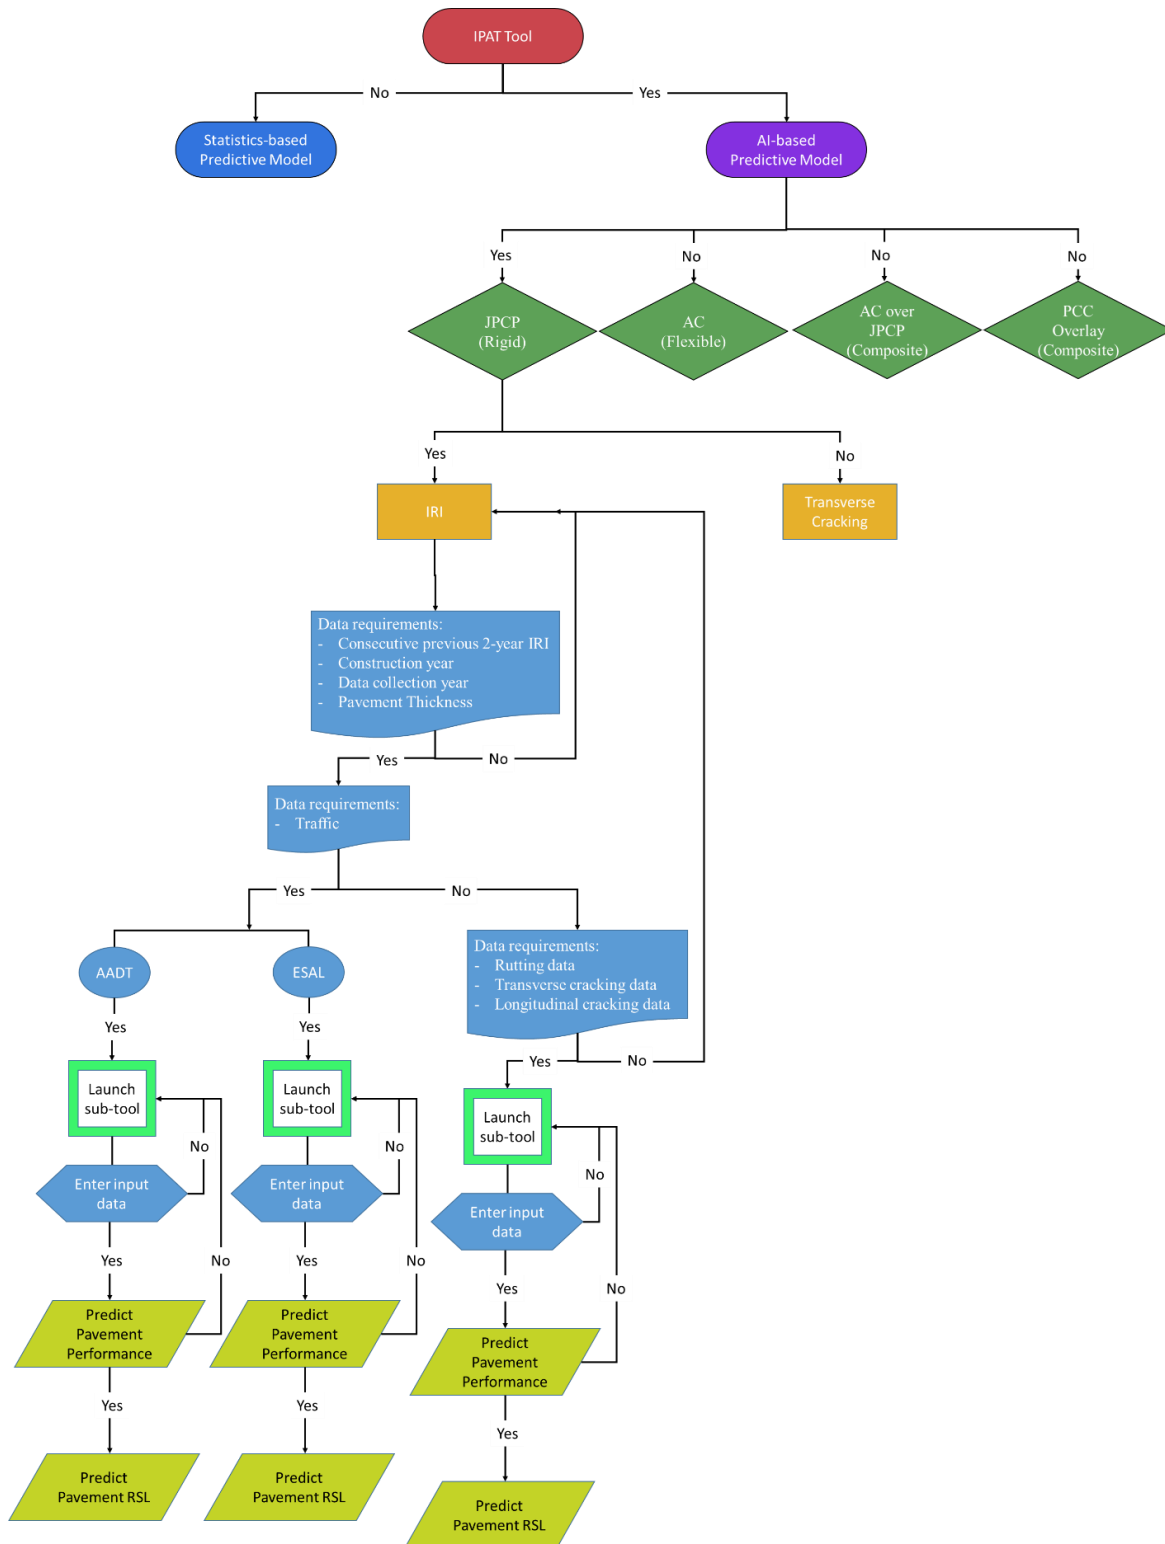 IPAT Tool
No
Yes
Statistics-based
Predictive Model
AI-based
Predictive Model
Yes
No
No
No
JPCP
(Rigid)
AC
(Flexible)
AC over
JPCP
(Composite)
PCC
Overlay
(Composite)
Yes
No
IRI
Transverse
Cracking
Data requirements:
- Consecutive previous 2-year IRI
- Construction year
- Data collection year
- Pavement Thickness
Yes
No
Data requirements:
- Traffic
Yes
No
AADT
ESAL
Data requirements:
- Rutting data
- Transverse cracking data
- Longitudinal cracking data
Yes
Yes
Yes
No
Launch
sub-tool
Launch
sub-tool
Launch
sub-tool
No
No
No
Enter input
data
Enter input
data
Enter input
data
Yes
No
Yes
No
Yes
No
Predict
Pavement
Performance
Predict
Pavement
Performance
Predict
Pavement
Performance
Yes
Yes
Yes
Predict
Pavement RSL
Predict
Pavement RSL
Predict
Pavement RSL